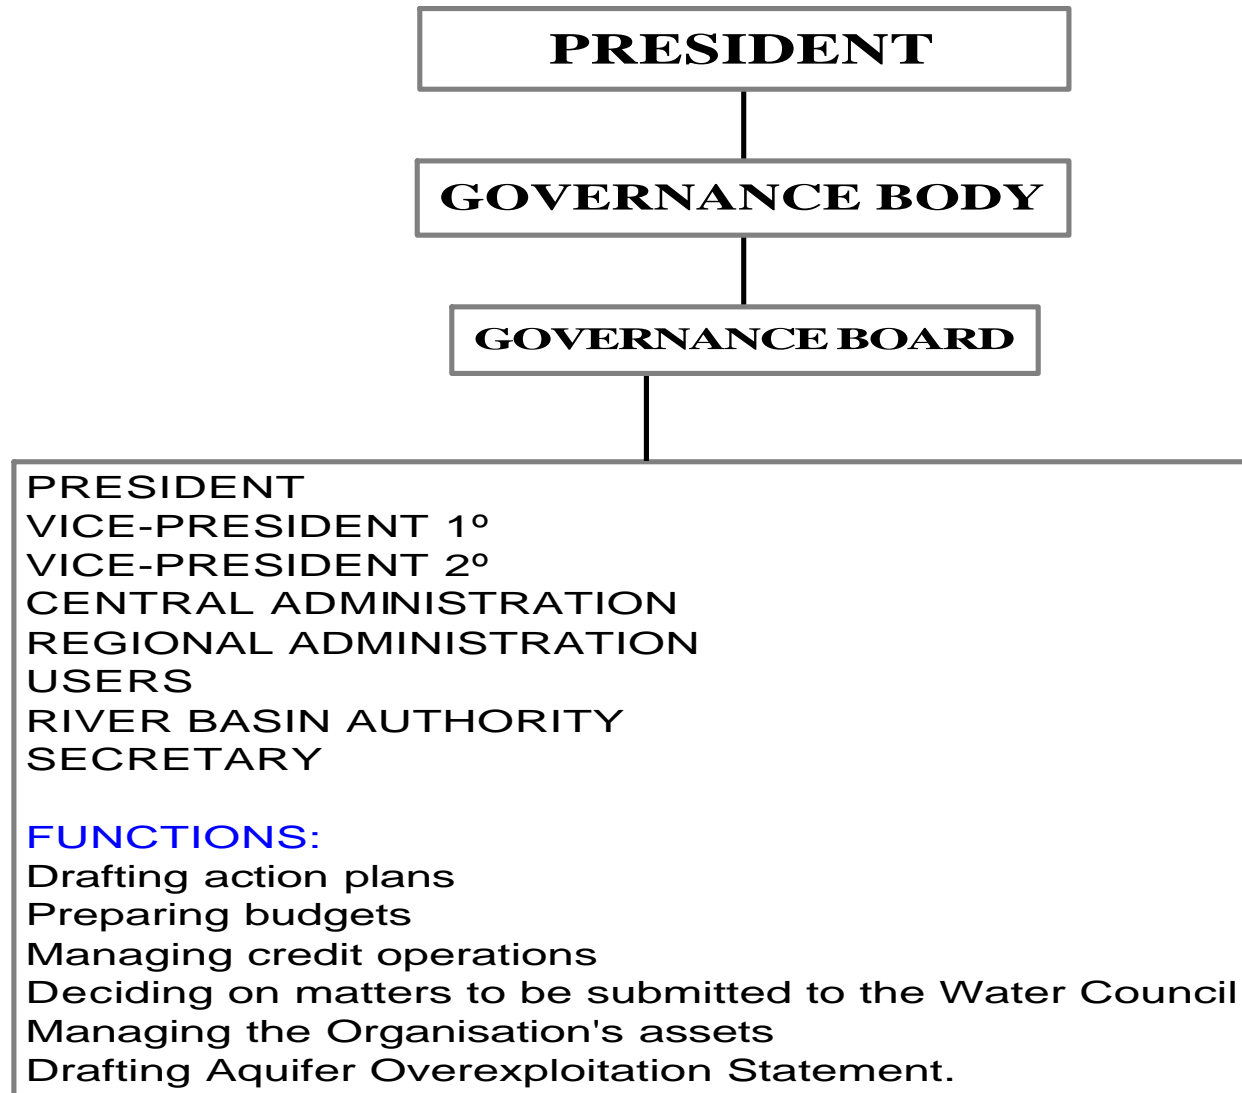 PRESIDENT
GOVERNANCE BODY
GOVERNANCE BOARD
PRESIDENT
VICE-PRESIDENT 1º
VICE-PRESIDENT 2º
CENTRAL ADMINISTRATION
REGIONAL ADMINISTRATION
USERS
RIVER BASIN AUTHORITY
SECRETARY
FUNCTIONS:
Drafting action plans
Preparing budgets
Managing credit operations
Deciding on matters to be submitted to the Water Council
Managing the Organisation's assets
Drafting Aquifer Overexploitation Statement.